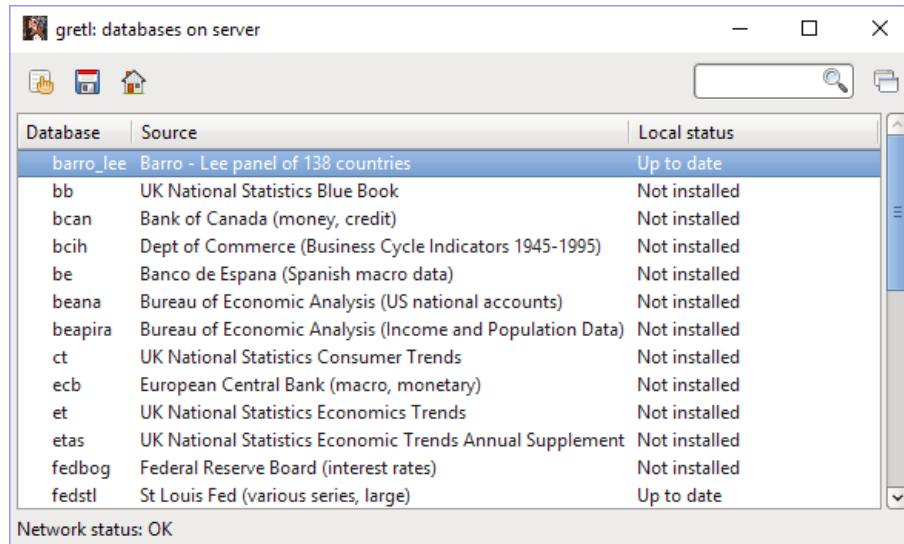 gretl: databases on server
Database Source Local status
barro_lee Barro - Lee panel of 138 countries Up to date
bb UK National Statistics Blue Book Not installed
bcan Bank of Canada (money, credit) Not installed
bcih Dept of Commerce (Business Cycle Indicators 1945-1995) Not installed
be Banco de Espana (Spanish macro data) Not installed
beana Bureau of Economic Analysis (US national accounts) Not installed
beapira Bureau of Economic Analysis (Income and Population Data) Not installed
ct UK National Statistics Consumer Trends Not installed
ecb European Central Bank (macro, monetary) Not installed
et UK National Statistics Economics Trends Not installed
etas UK National Statistics Economic Trends Annual Supplement Not installed
fedbog Federal Reserve Board (interest rates) Not installed
fedstl St Louis Fed (various series, large) Up to date
Network status: OK